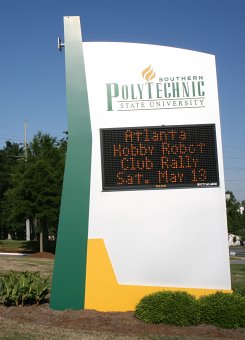 SOUTHERN
POLYTECHNIC
STATE UNIVERSITY
Atlanta
Hobby Robot
Club Rally
Sat. May 13